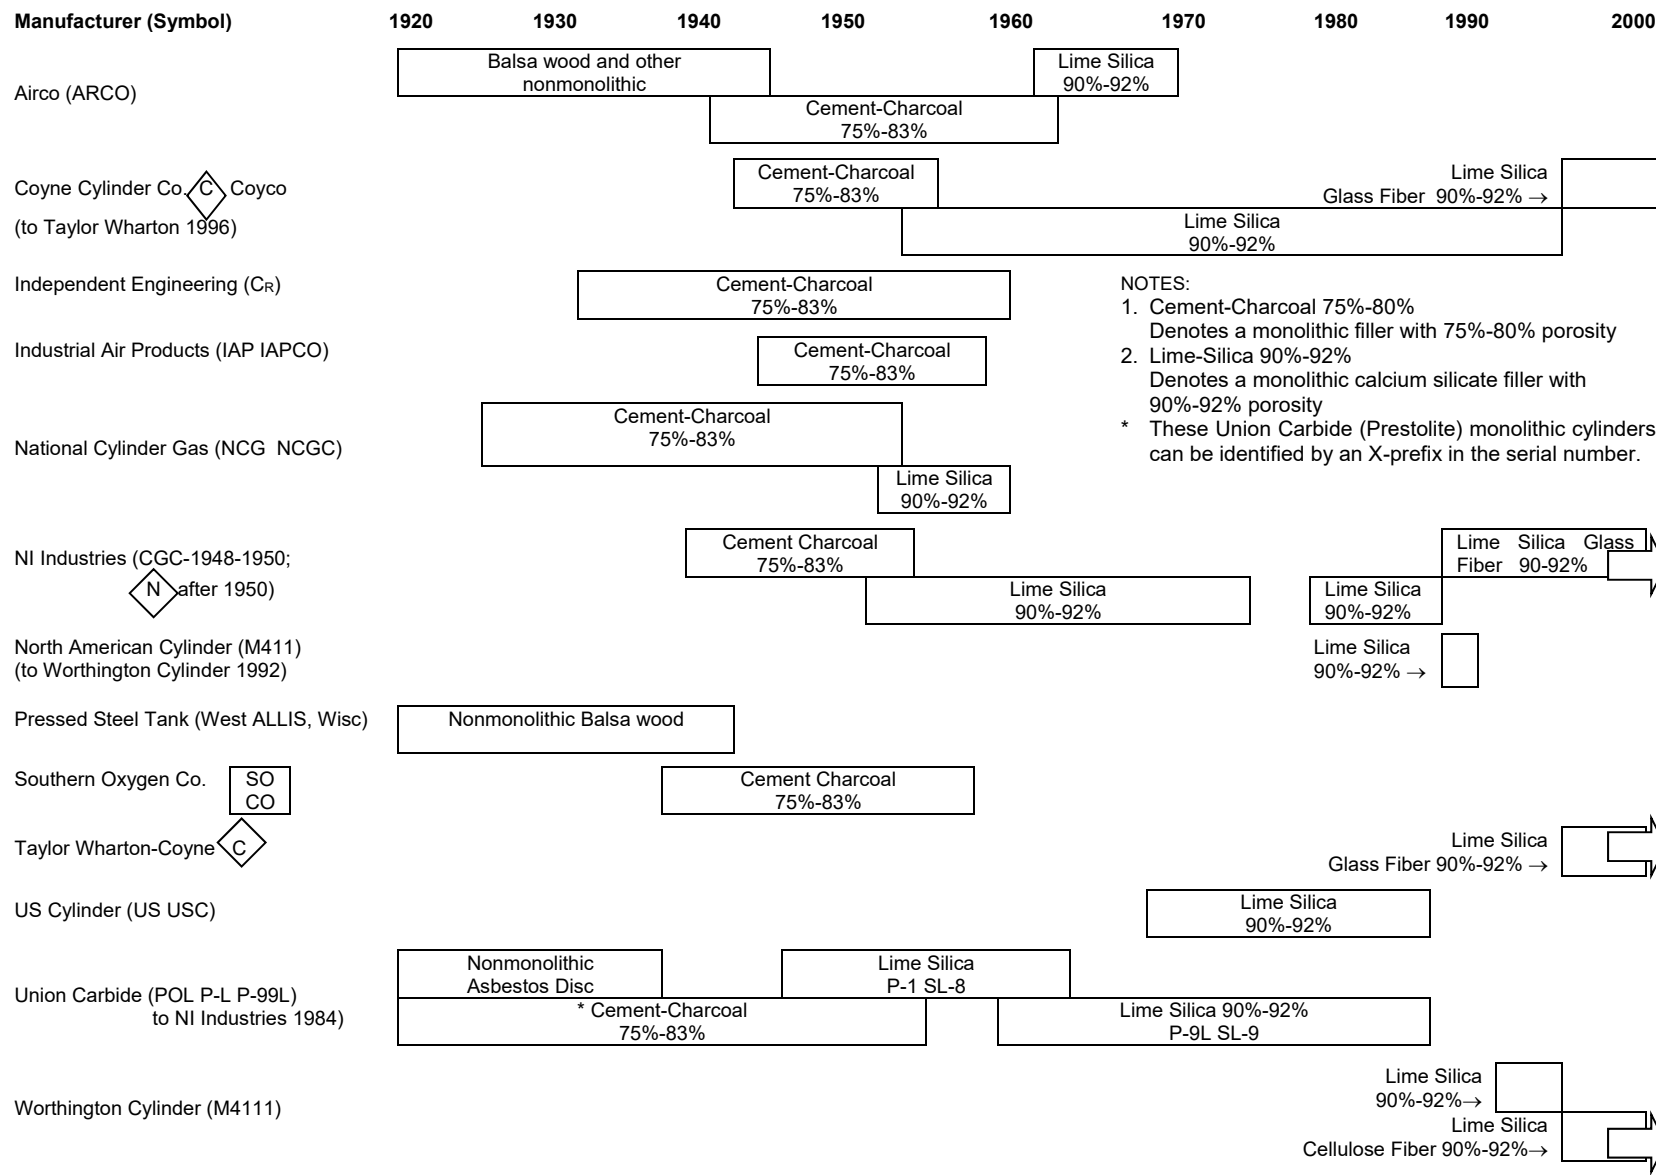 Manufacturer (Symbol) 1920 1930 1940 1950 1960 1970 1980 1990 2000
Balsa wood and other
nonmonolithic
Lime Silica
90%-92%
Airco (ARCO)
Cement-Charcoal
75%-83%
Cement-Charcoal
75%-83%
Lime Silica
Glass Fiber 90%-92% →
Coyne Cylinder Co. C Coyco
(to Taylor Wharton 1996)
Lime Silica
90%-92%
Independent Engineering (CR)
Cement-Charcoal
75%-83%
NOTES:
1. Cement-Charcoal 75%-80%
Denotes a monolithic filler with 75%-80% porosity
2. Lime-Silica 90%-92%
Denotes a monolithic calcium silicate filler with
90%-92% porosity
* These Union Carbide (Prestolite) monolithic cylinders
can be identified by an X-prefix in the serial number.
Industrial Air Products (IAP IAPCO)
Cement-Charcoal
75%-83%
National Cylinder Gas (NCG NCGC)
Cement-Charcoal
75%-83%
Lime Silica
90%-92%
NI Industries (CGC-1948-1950;
N after 1950)
Cement Charcoal
75%-83%
Lime Silica
90%-92%
Lime Silica
90%-92%
Lime Silica Glass
Fiber 90-92%
North American Cylinder (M411)
(to Worthington Cylinder 1992)
Lime Silica
90%-92% →
Pressed Steel Tank (West ALLIS, Wisc)
Nonmonolithic Balsa wood
Southern Oxygen Co.
SO
CO
Cement Charcoal
75%-83%
Taylor Wharton-Coyne C
Lime Silica
Glass Fiber 90%-92% →
US Cylinder (US USC)
Lime Silica
90%-92%
Union Carbide (POL P-L P-99L)
to NI Industries 1984)
Nonmonolithic
Asbestos Disc
Lime Silica
P-1 SL-8
* Cement-Charcoal
75%-83%
Lime Silica 90%-92%
P-9L SL-9
Worthington Cylinder (M4111)
Lime Silica
90%-92%→
Lime Silica
Cellulose Fiber 90%-92%→